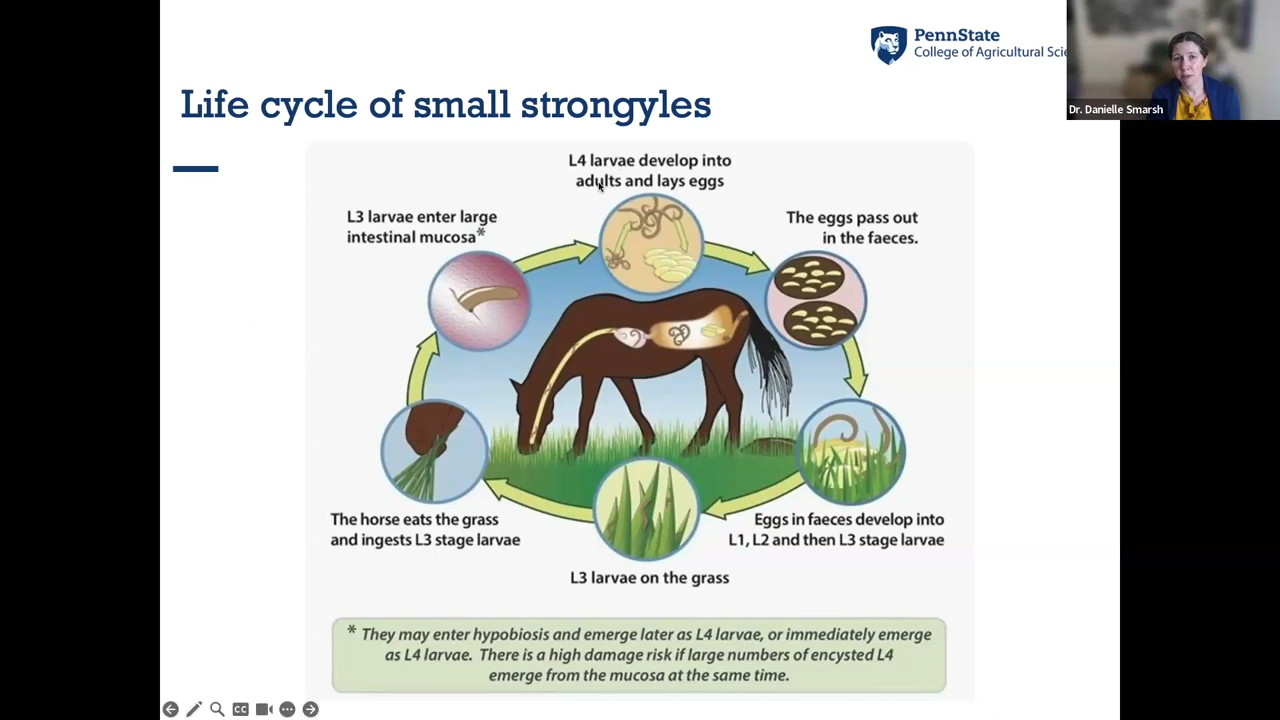 PennState
College of Agricultural Scie
Dr. Danielle Smarsh
Life cycle of small strongyles
L4 larvae develop into
adults and lays eggs
L3 larvae enter large
intestinal mucosa*
The eggs pass out
in the faeces.
The horse eats the grass
and ingests L3 stage larvae
Eggs in faeces develop into
L1, L2 and then L3 stage larvae
L3 larvae on the grass
* They may enter hypobiosis and emerge later as L4 larvae, or immediately emerge
as L4 larvae. There is a high damage risk if large numbers of encysted L4
emerge from the mucosa at the same time.
CC